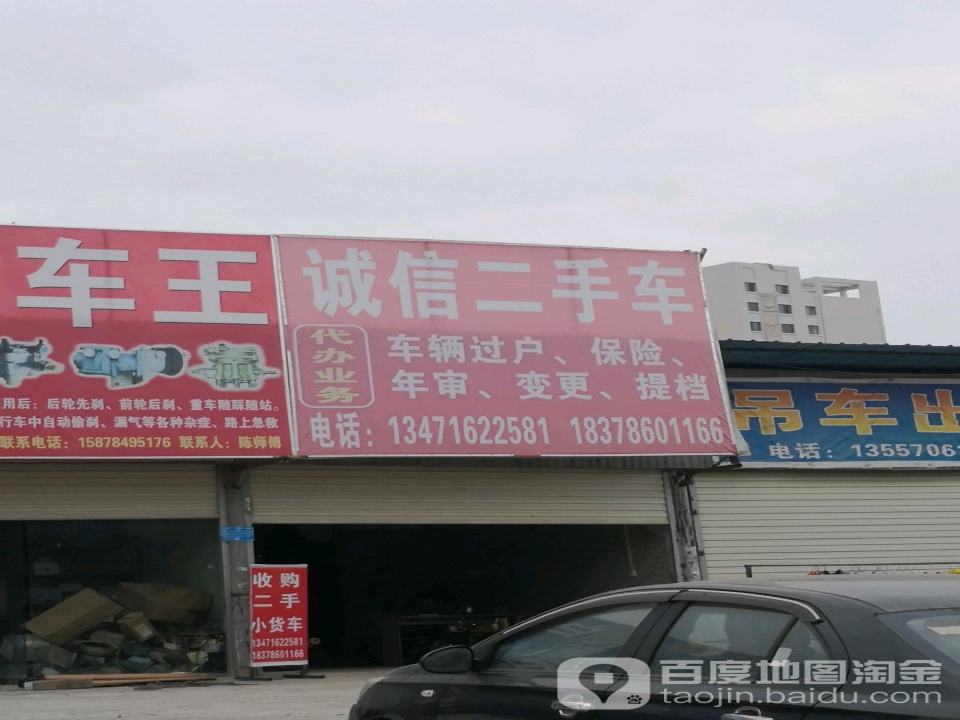 车王
用后：后轮先刹、前轮后刹、重车随踩随站。
行车中自动偷刹、漏气等各种杂症、路上急救
联系电话：15878495176 联系人：陈师傅
诚信二手车
代办业务
车辆过户、保险、
年审、变更、提档
电话：13471622581 18378601166
吊车出
电话：1355706
收购
二手
小货车
13471622581
18378601166
百度地图淘金
taojin.baidu.com